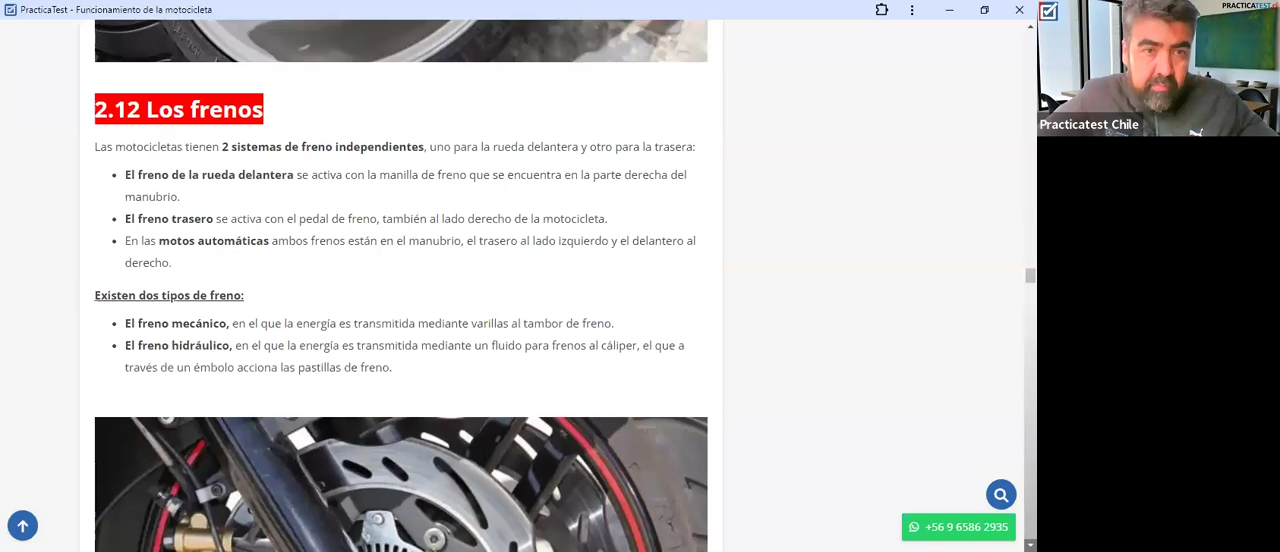 PracticaTest - Funcionamiento de la motocicleta
PRACTICATEST
2.12 Los frenos
Practicatest Chile
Las motocicletas tienen 2 sistemas de freno independientes, uno para la rueda delantera y otro para la trasera:
• El freno de la rueda delantera se activa con la manilla de freno que se encuentra en la parte derecha del
manubrio.
• El freno trasero se activa con el pedal de freno, también al lado derecho de la motocicleta.
• En las motos automáticas ambos frenos están en el manubrio, el trasero al lado izquierdo y el delantero al
derecho.
Existen dos tipos de freno:
• El freno mecánico, en el que la energía es transmitida mediante varillas al tambor de freno.
• El freno hidráulico, en el que la energía es transmitida mediante un fluido para frenos al cáliper, el que a
través de un émbolo acciona las pastillas de freno.
+56 9 6586 2935